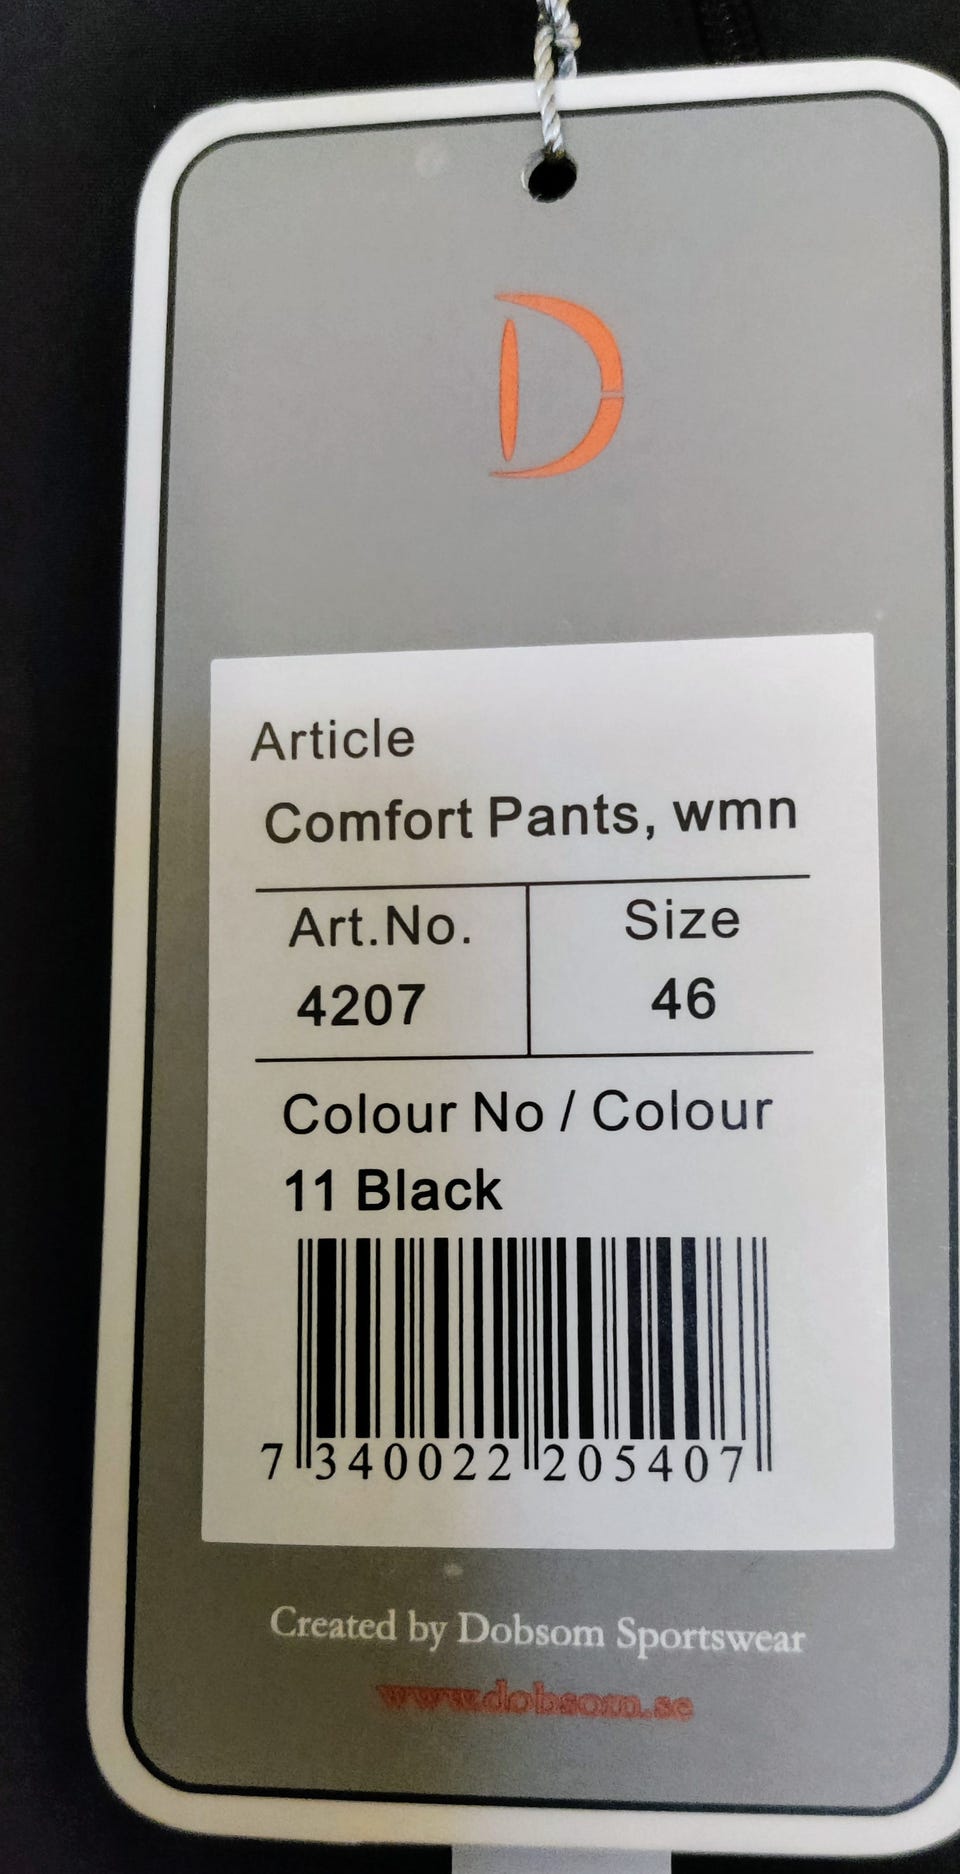 D
Article
Comfort Pants, wmn
Art.No. Size
4207 46
Colour No / Colour
11 Black
7 340022 205407
Created by Dobsom Sportswear
www.dobsom.se